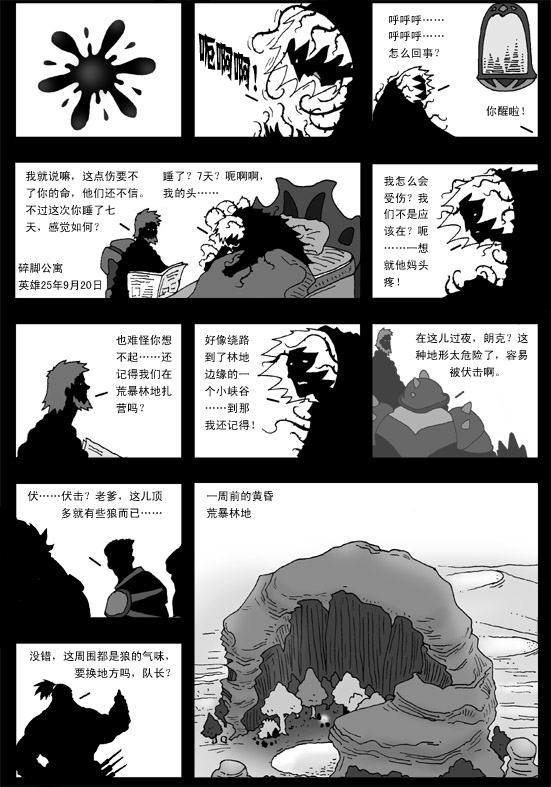 呃啊啊！
呼呼呼……
呼呼呼……
怎么回事？
你醒啦！
我就说嘛，这点伤要不
了你的命，他们还不信。
不过这次你睡了七
天，感觉如何？
睡了？7天？呃啊啊，
我的头……
碎脚公寓
英雄25年9月20日
我怎么会
受伤？我
们不是应
该在？呃
……一想
就他妈头
疼！
也难怪你想
不起……还
记得我们在
荒暴林地扎
营吗？
好像绕路
到了林地
边缘的一
个小峡谷
……到那
我还记得！
在这儿过夜，朗克？这
种地形太危险了，容易
被伏击啊。
伏……伏击？老爹，这儿顶
多就有些狼而已……
一周前的黄昏
荒暴林地
没错，这周围都是狼的气味，
要换地方吗，队长？